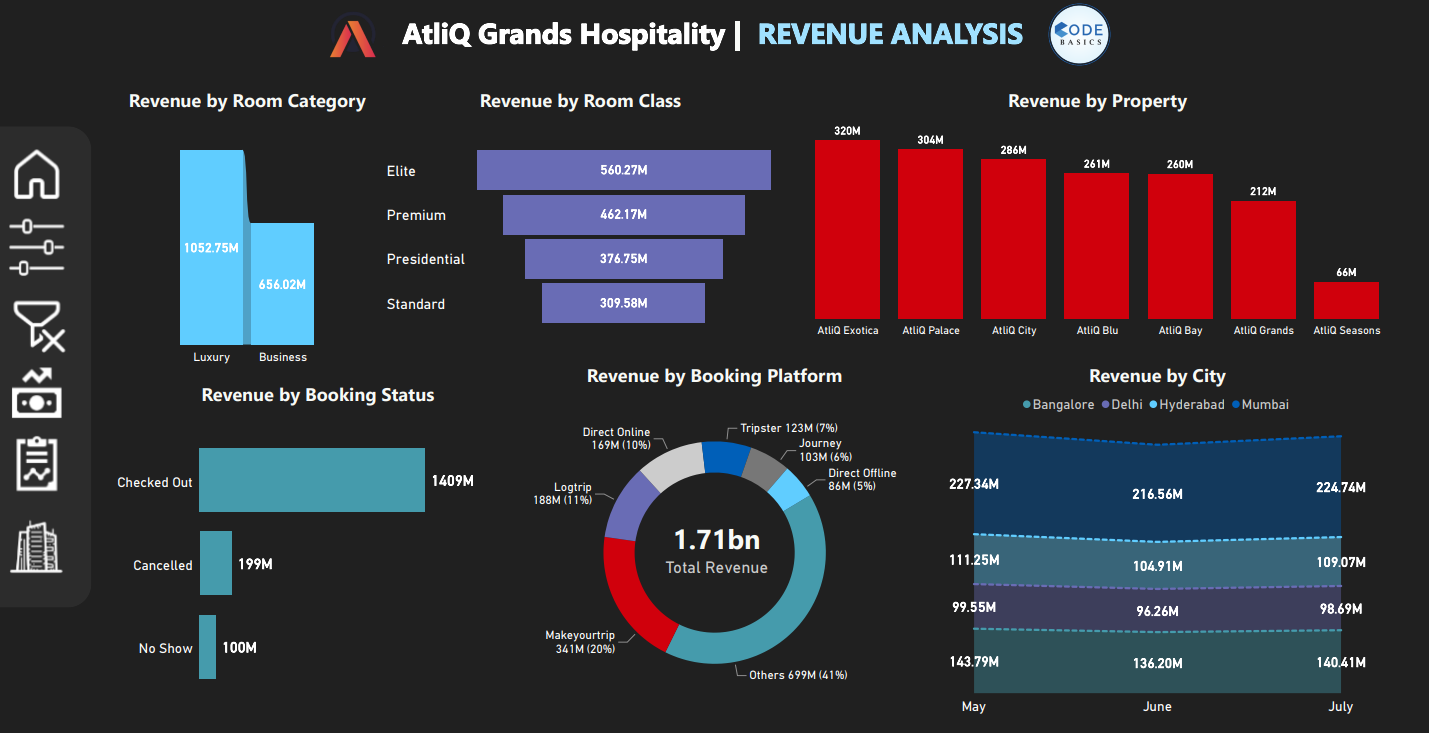 AtliQ Grands Hospitality | REVENUE ANALYSIS
CODE
BASICS
Revenue by Room Category
1052.75M
656.02M
Luxury
Business
Revenue by Room Class
Elite
560.27M
Premium
462.17M
Presidential
376.75M
Standard
309.58M
Revenue by Property
320M
304M
286M
261M
260M
212M
66M
AtliQ Exotica
AtliQ Palace
AtliQ City
AtliQ Blu
AtliQ Bay
AtliQ Grands
AtliQ Seasons
Revenue by Booking Status
Checked Out
1409M
Cancelled
199M
No Show
100M
Revenue by Booking Platform
Tripster 123M (7%)
Journey
103M (6%)
Direct Offline
86M (5%)
Others 699M (41%)
Makeyourtrip
341M (20%)
Logtrip
188M (11%)
Direct Online
169M (10%)
1.71bn
Total Revenue
Revenue by City
Bangalore Delhi Hyderabad Mumbai
227.34M
216.56M
224.74M
111.25M
104.91M
109.07M
99.55M
96.26M
98.69M
143.79M
136.20M
140.41M
May
June
July